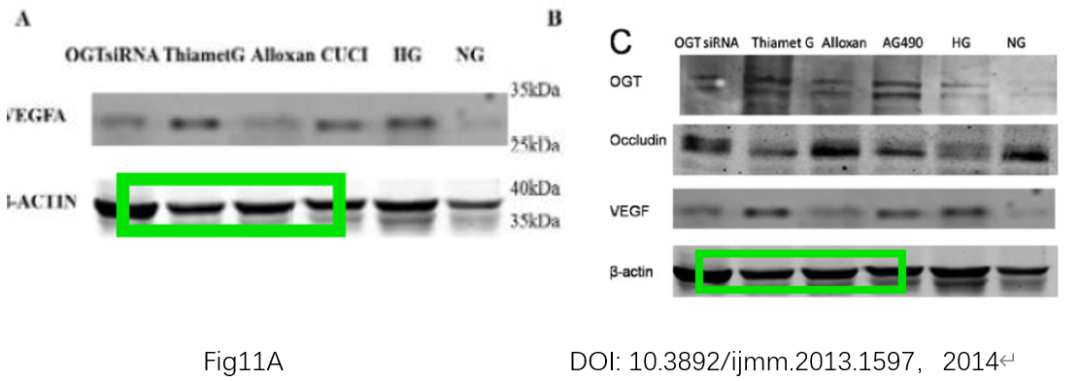 A
OGTsiRNA ThiametG Alloxan CUCI HG NG
VEGFA
35kDa
25kDa
β-ACTIN
40kDa
35kDa
Fig11A
B
C
OGT siRNA Thiamet G Alloxan AG490 HG NG
OGT
Occludin
VEGF
β-actin
DOI: 10.3892/ijmm.2013.1597, 2014↵